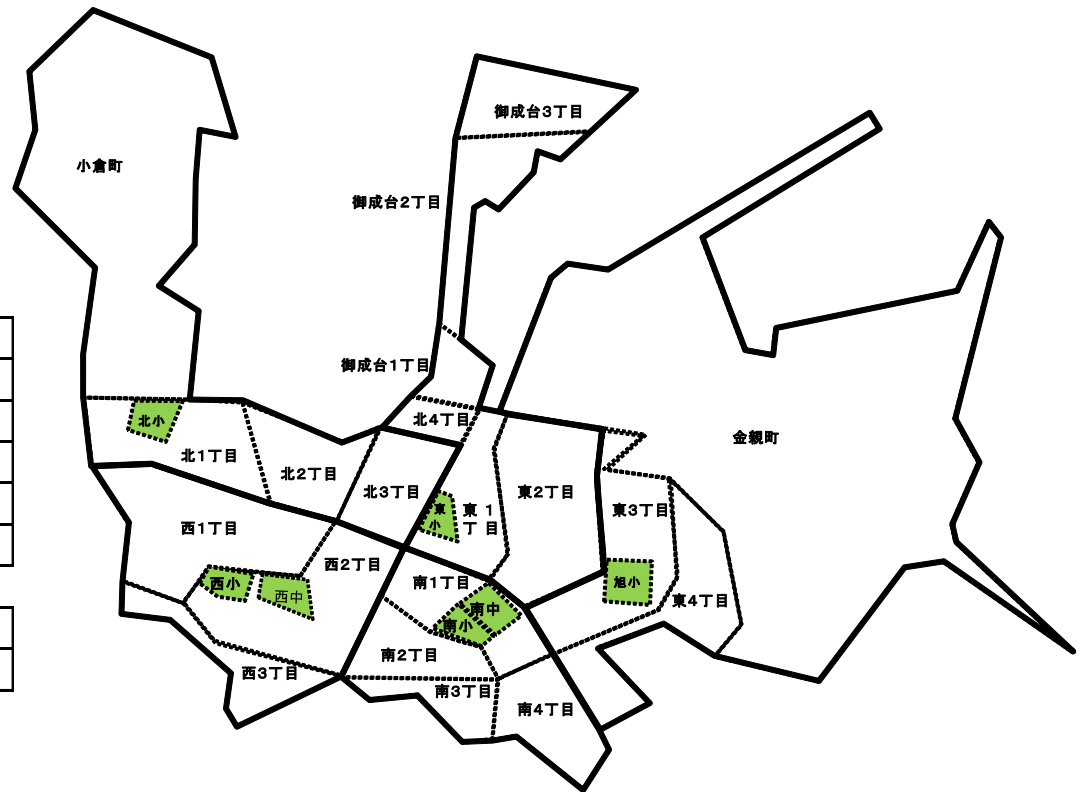 御成台3丁目
小倉町
御成台2丁目
御成台1丁目
北4丁目
北小
金親町
北1丁目
北2丁目
北3丁目
東2丁目
東
小
東 1
丁 目
東3丁目
西1丁目
西2丁目
南1丁目
西小
西中
旭小
南中
南小
東4丁目
南2丁目
西3丁目
南3丁目
南4丁目